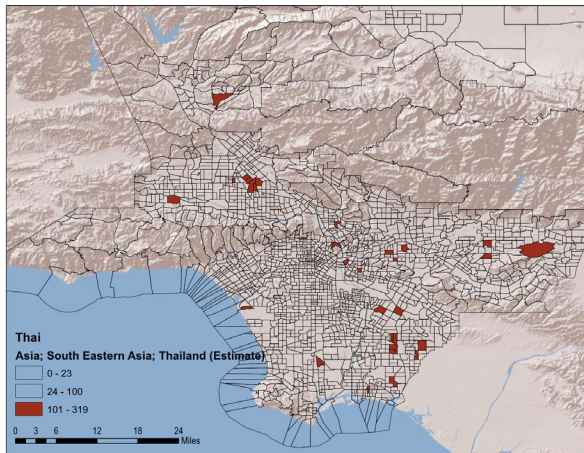 Thai
Asia; South Eastern Asia; Thailand (Estimate)
0 - 23
24 - 100
101 - 319
0 3 6 12 18 24
Miles